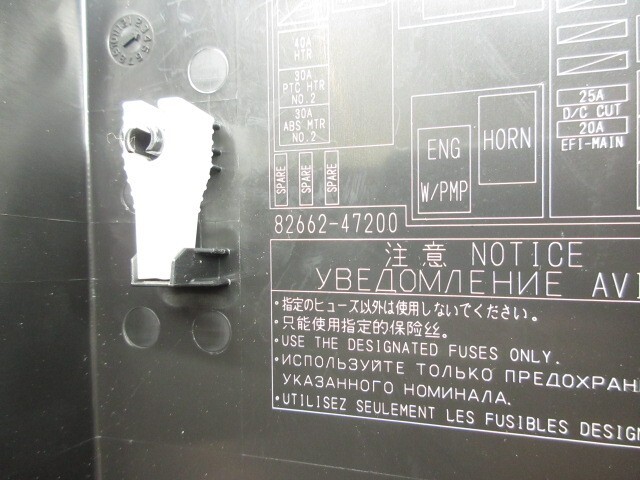 40A
HTR
30A
PTC HTR
NO.2
30A
ABS MTR
NO.2
SPARE
SPARE
SPARE
ENG
W/PMP
HORN
25A
D/C CUT
20A
EFI-MAIN
82662-47200
注意 NOTICE
УВЕДОМЛЕНИЕ AVI
・指定のヒューズ以外は使用しないでください。
・只能使用指定的保险丝。
・USE THE DESIGNATED FUSES ONLY.
・ИСПОЛЬЗУЙТЕ ТОЛЬКО ПРЕДОХРАН
УКАЗАННОГО НОМИНАЛА.
・UTILISEZ SEULEMENT LES FUSIBLES DESIGN